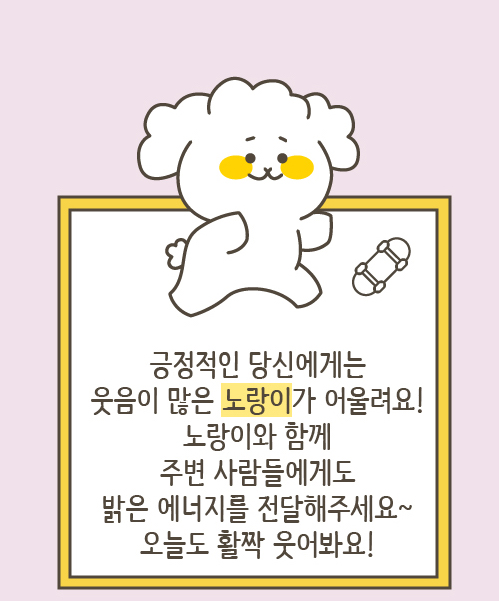 긍정적인 당신에게는
웃음이 많은 노랑이가 어울려요!
노랑이와 함께
주변 사람들에게도
밝은 에너지를 전달해주세요~
오늘도 활짝 웃어봐요!